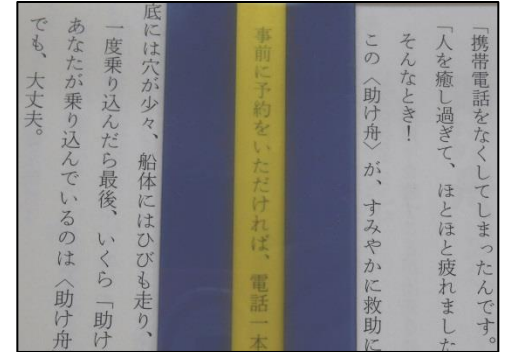 「携帯電話をなくしてしまったんです。
「人を癒し過ぎて、ほとほと疲れました
そんなとき！
この〈助け舟〉が、すみやかに救助に
事前に予約をいただければ、電話一本
底には穴が少々、船体にはひびも走り、
一度乗り込んだら最後、いくら「助け
あなたが乗り込んでいるのは〈助け舟
でも、大丈夫。